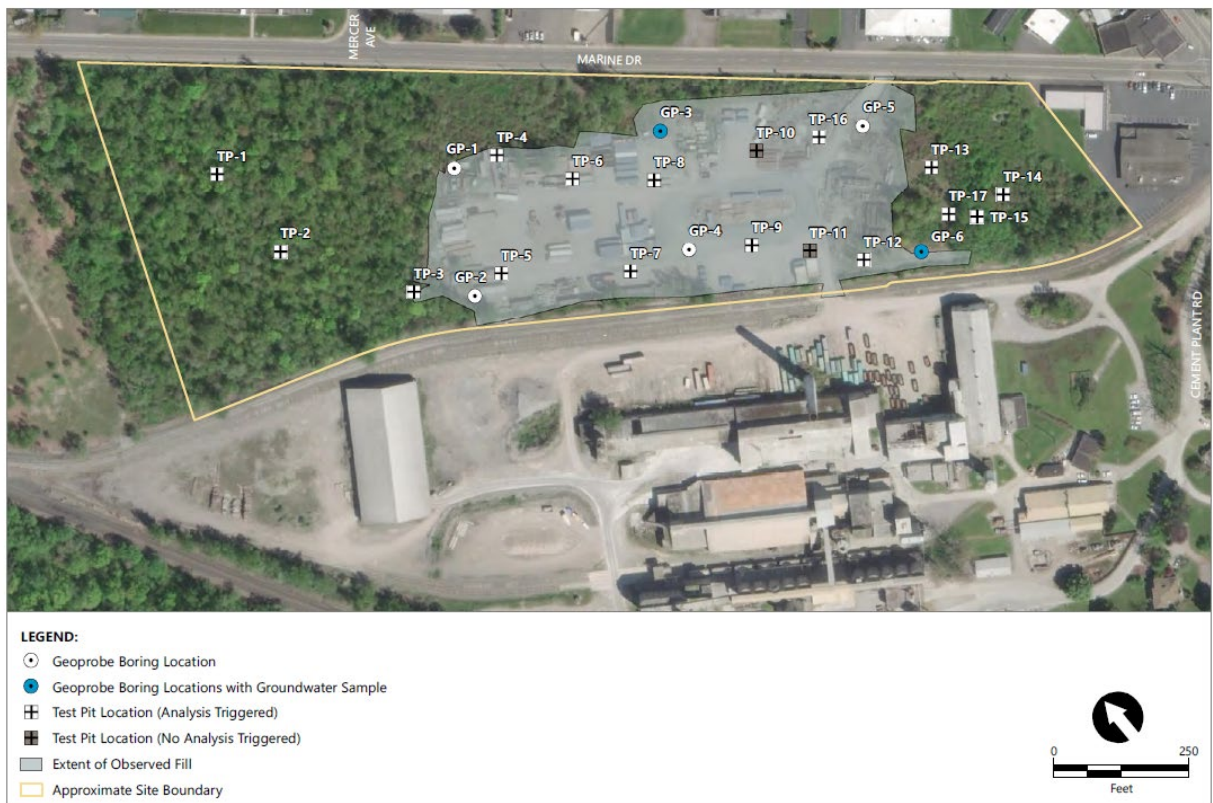 MERCER
AVE
MARINE DR
GP-3
GP-5
TP-16
TP-4
TP-10
GP-1
TP-1
TP-6
TP-8
TP-13
TP-14
TP-17
TP-15
TP-2
GP-4
TP-9
TP-11
GP-6
TP-3
GP-2
TP-5
TP-7
TP-12
CEMENT PLANT RD
LEGEND:
Geoprobe Boring Location
Geoprobe Boring Locations with Groundwater Sample
Test Pit Location (Analysis Triggered)
Test Pit Location (No Analysis Triggered)
Extent of Observed Fill
Approximate Site Boundary
0 250
Feet